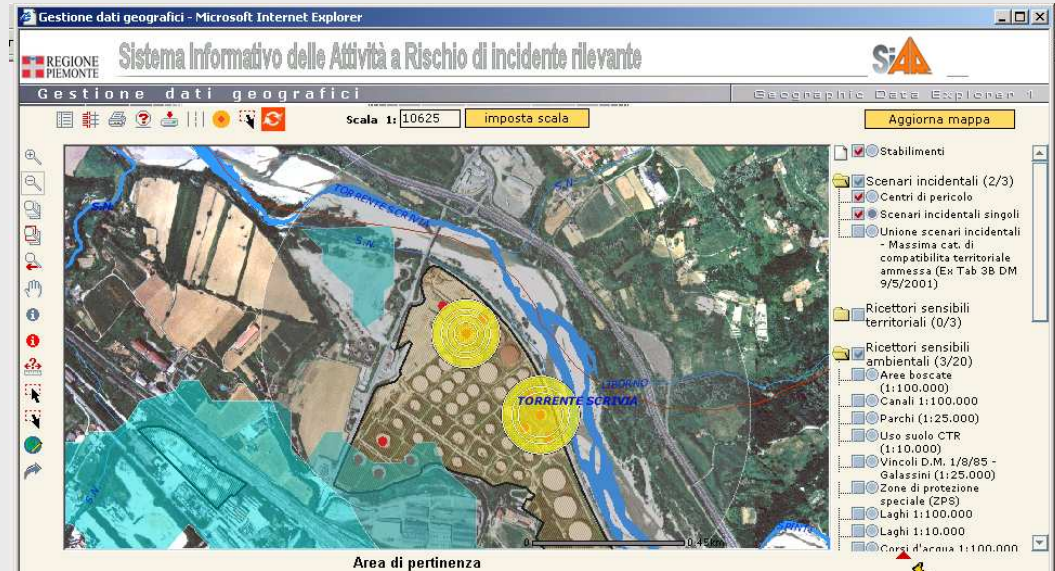 Gestione dati geografici - Microsoft Internet Explorer
REGIONE
PIEMONTE
Sistema Informativo delle Attività a Rischio di incidente rilevante
SiAR
Gestione dati geografici
Geographic Data Explorer 1
Scala 1: 10625
imposta scala
Aggiorna mappa
Stabilimenti
Scenari incidentali (2/3)
Centri di pericolo
Scenari incidentali singoli
Unione scenari incidentali
- Massima cat. di
compatibilita territoriale
ammessa (Ex Tab 3B DM
9/5/2001)
Ricettori sensibili
territoriali (0/3)
Ricettori sensibili
ambientali (3/20)
Aree boscate
(1:100.000)
Canali 1:100.000
Parchi (1:25.000)
Uso suolo CTR
(1:10.000)
Vincoli D.M. 1/8/85 -
Galassini (1:25.000)
Zone di protezione
speciale (ZPS)
Laghi 1:100.000
Laghi 1:10.000
Corsi d'acqua 1:100.000
TORRENTE SCRIVIA
S.N.
S.N.
S.N.
LIBORNO
TORRENTE SCRIVIA
S.N.
0
0.45km
Area di pertinenza